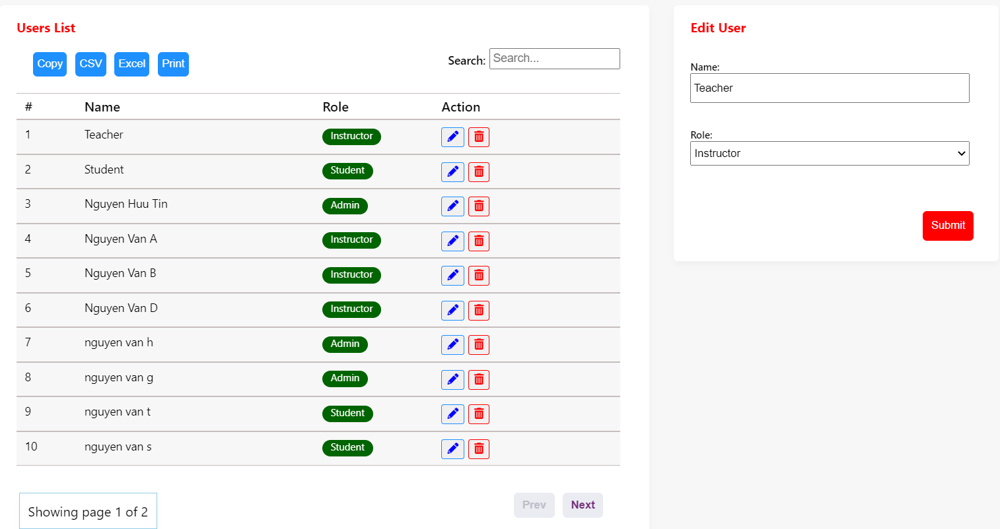 Users List
Copy CSV Excel Print
Search: Search...
# Name Role Action
1 Teacher Instructor
2 Student Student
3 Nguyen Huu Tin Admin
4 Nguyen Van A Instructor
5 Nguyen Van B Instructor
6 Nguyen Van D Instructor
7 nguyen van h Admin
8 nguyen van g Admin
9 nguyen van t Student
10 nguyen van s Student
Showing page 1 of 2
Prev Next
Edit User
Name:
Teacher
Role:
Instructor
Submit